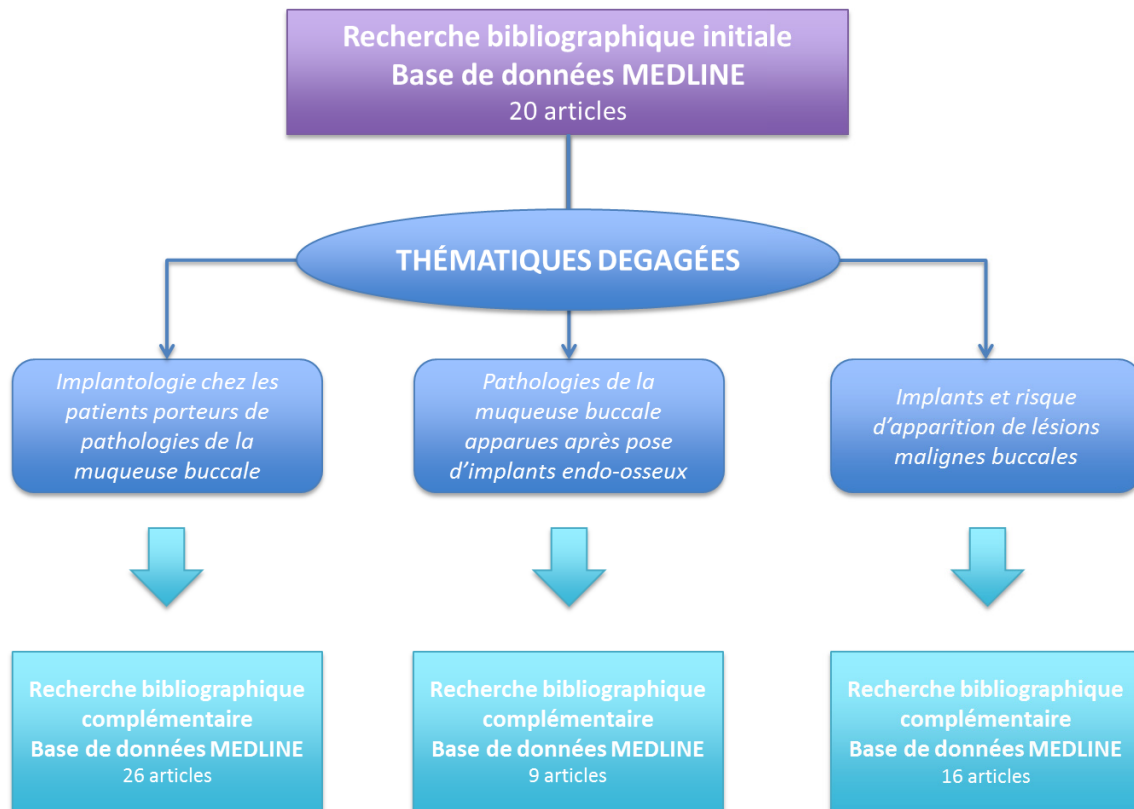 Recherche bibliographique initiale
Base de données MEDLINE
20 articles
THÉMATIQUES DEGAGÉES
Implantologie chez les
patients porteurs de
pathologies de la
muqueuse buccale
Pathologies de la
muqueuse buccale
apparues après pose
d’implants endo-osseux
Implants et risque
d’apparition de lésions
malignes buccales
Recherche bibliographique
complémentaire
Base de données MEDLINE
26 articles
Recherche bibliographique
complémentaire
Base de données MEDLINE
9 articles
Recherche bibliographique
complémentaire
Base de données MEDLINE
16 articles